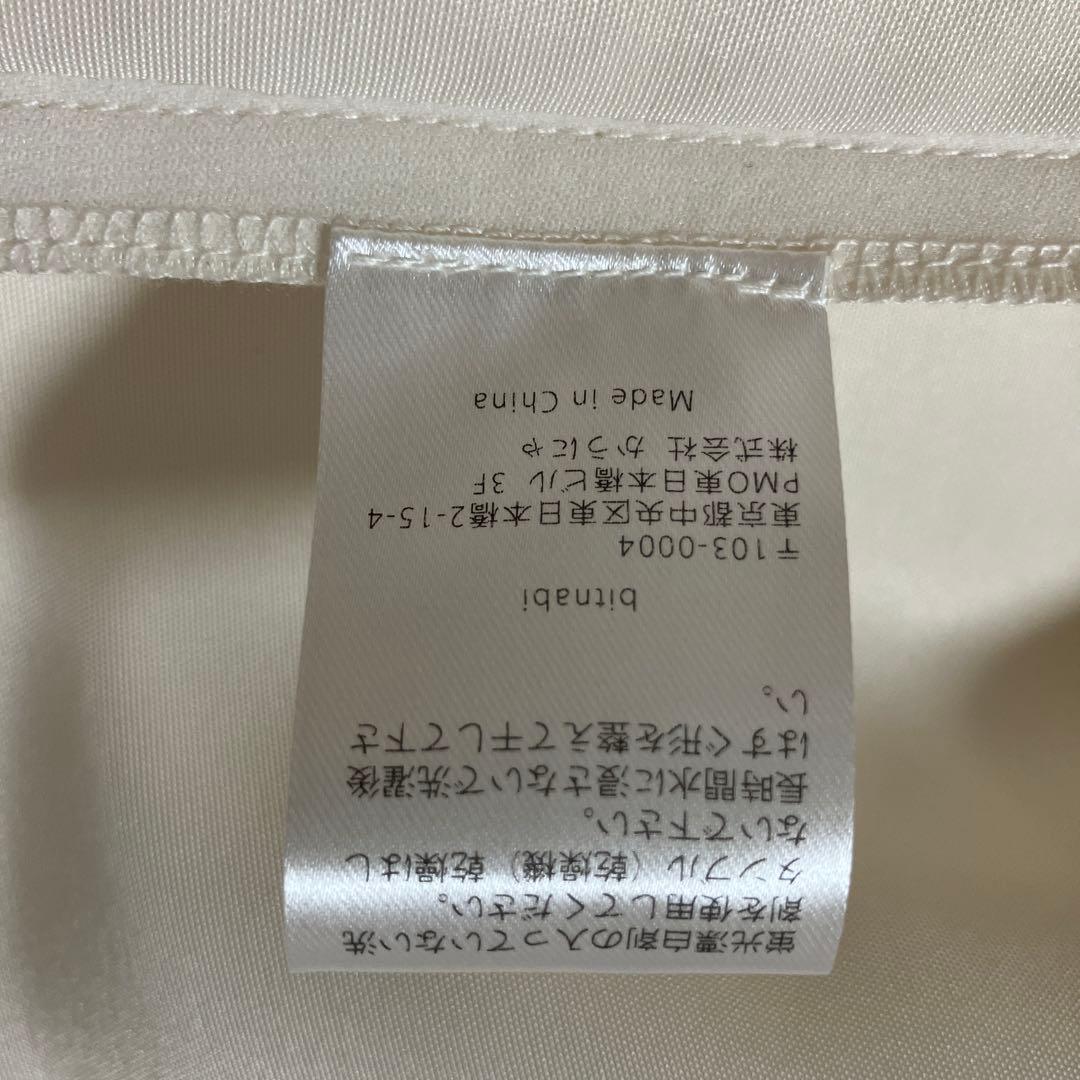 蛍光漂白剤の入っていない洗
剤を使用してください。
タンブル（乾燥機）乾燥はし
ないで下さい。
長時間水に浸さないで洗濯後
はすぐ形を整えて干して下さ
い。
bitnabi
〒103-0004
東京都中央区東日本橋2-15-4
PMO東日本橋ビル 3F
株式会社 かうにゃ
Made in China